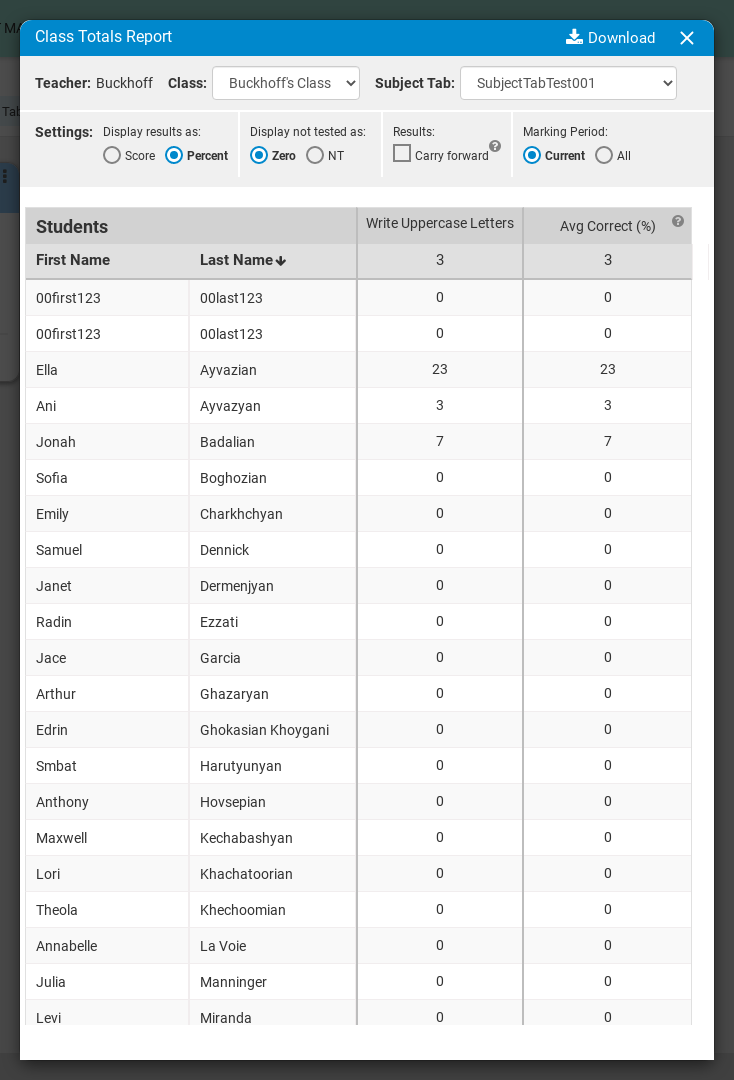 Class Totals Report Download
Teacher: Buckhoff Class: Buckhoff's Class Subject Tab: SubjectTabTest001
Settings: Display results as: Display not tested as: Results: Marking Period:
Score Percent Zero NT Carry forward ? Current All
Students Write Uppercase Letters Avg Correct (%) ?
First Name Last Name 3 3
00first123 00last123 0 0
00first123 00last123 0 0
Ella Ayvazian 23 23
Ani Ayvazyan 3 3
Jonah Badalian 7 7
Sofia Boghozian 0 0
Emily Charkhchyan 0 0
Samuel Dennick 0 0
Janet Dermenjyan 0 0
Radin Ezzati 0 0
Jace Garcia 0 0
Arthur Ghazaryan 0 0
Edrin Ghokasian Khoygani 0 0
Smbat Harutyunyan 0 0
Anthony Hovsepian 0 0
Maxwell Kechabashyan 0 0
Lori Khachatoorian 0 0
Theola Khechoomian 0 0
Annabelle La Voie 0 0
Julia Manninger 0 0
Levi Miranda 0 0